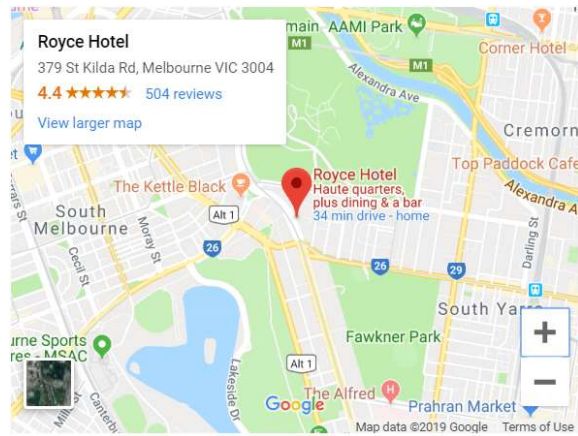 Royce Hotel
379 St Kilda Rd, Melbourne VIC 3004
4.4
504 reviews
View larger map
main
AAMI Park
M1
Corner Hotel
M1
Alexandra Ave
Cremorn
Top Paddock Cafe
Alexandra A
Royce Hotel
Haute quarters,
plus dining & a bar
34 min drive - home
The Kettle Black
Alt 1
South
Melbourne
Moray St
Cecil St
26
26
29
Darling St
South Yarra
Fawkner Park
urne Sports
res - MSAC
Lakeside Dr
Alt 1
The Alfred
H
Prahran Market
Mills St
Canterbu
Google
+
−
Map data ©2019 Google
Terms of Use